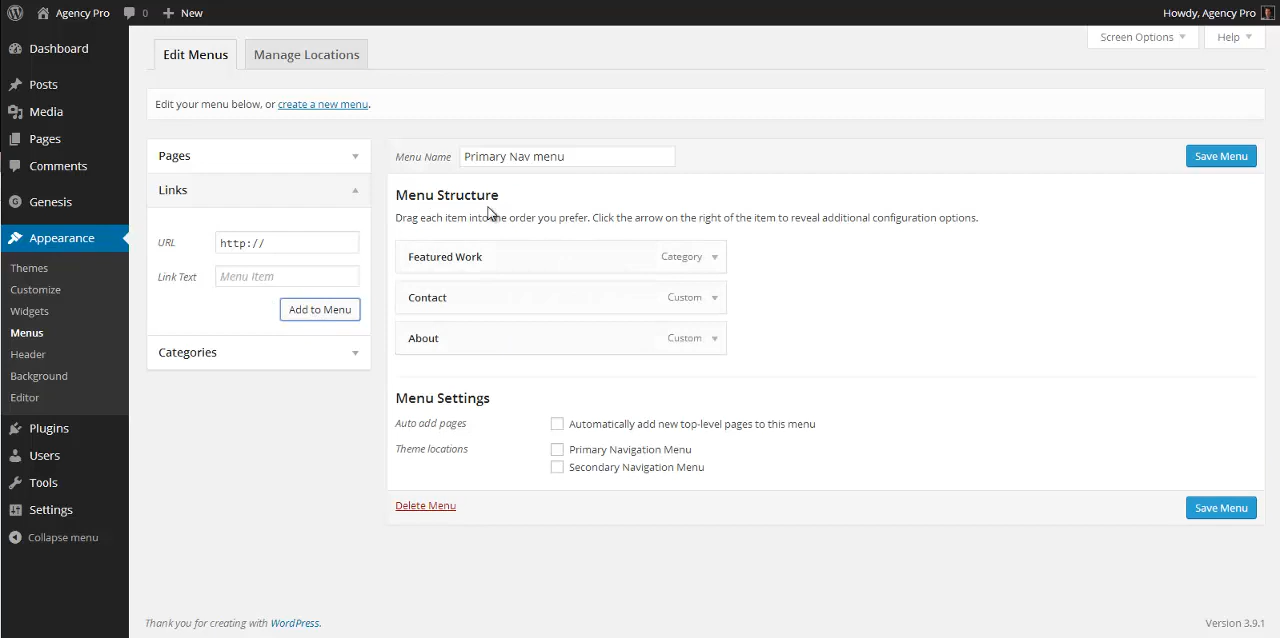 Agency Pro 0 New Howdy, Agency Pro
Dashboard
Posts
Media
Pages
Comments
Genesis
Appearance
Themes
Customize
Widgets
Menus
Header
Background
Editor
Plugins
Users
Tools
Settings
Collapse menu
Screen Options Help
Edit Menus Manage Locations
Edit your menu below, or create a new menu.
Pages
Links
URL http://
Link Text Menu Item
Add to Menu
Categories
Menu Name Primary Nav menu Save Menu
Menu Structure
Drag each item into the order you prefer. Click the arrow on the right of the item to reveal additional configuration options.
Featured Work Category
Contact Custom
About Custom
Menu Settings
Auto add pages Automatically add new top-level pages to this menu
Theme locations Primary Navigation Menu
Secondary Navigation Menu
Delete Menu Save Menu
Thank you for creating with WordPress. Version 3.9.1